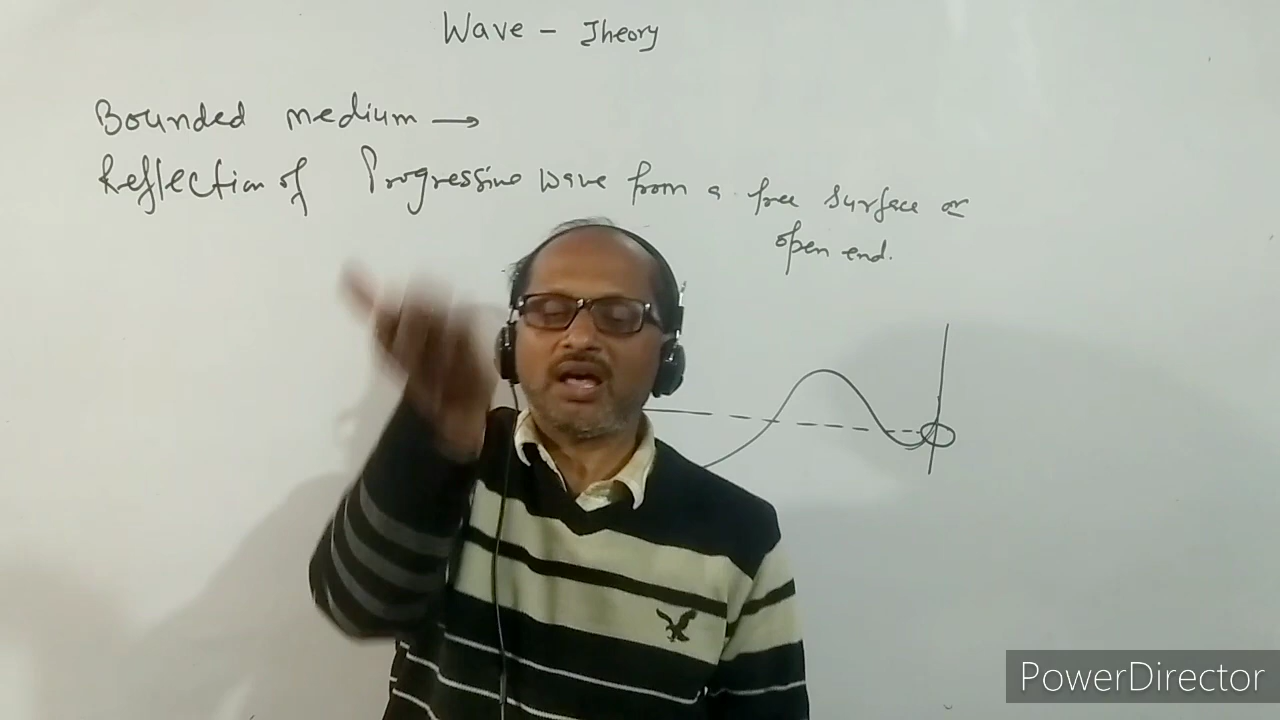 Wave - Theory
Bounded medium →
Reflection of Progressive wave from a free surface or
open end.
PowerDirector